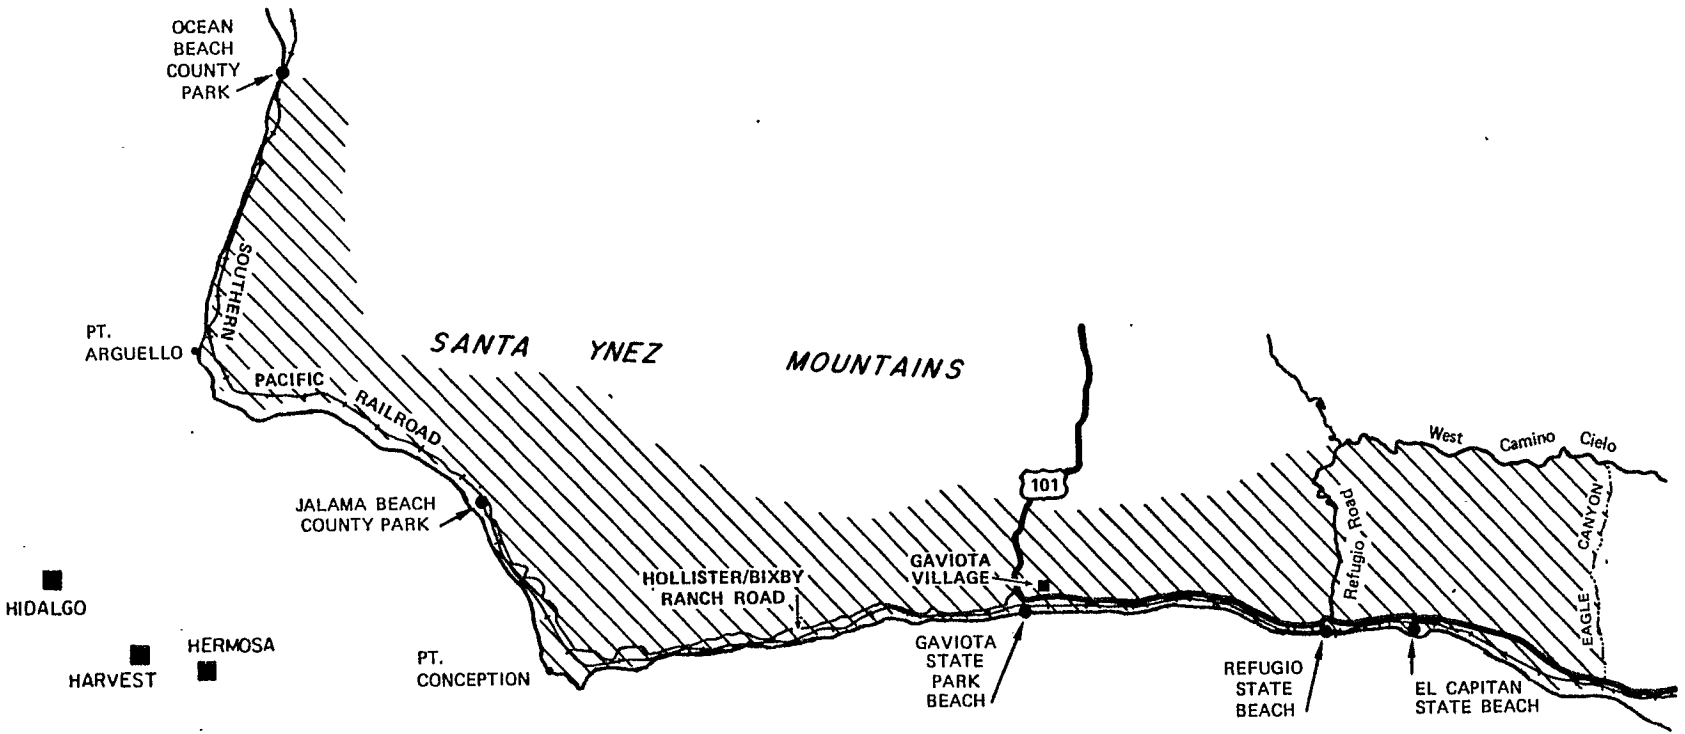 OCEAN
BEACH
COUNTY
PARK
SOUTHERN
PT.
ARGUELLO
PACIFIC
RAILROAD
SANTA YNEZ MOUNTAINS
West Camino Cielo
101
JALAMA BEACH
COUNTY PARK
Refugio Road
EAGLE CANYON
HOLLISTER/BIXBY
RANCH ROAD
GAVIOTA
VILLAGE
HIDALGO
HARVEST
HERMOSA
PT.
CONCEPTION
GAVIOTA
STATE
PARK
BEACH
REFUGIO
STATE
BEACH
EL CAPITAN
STATE BEACH